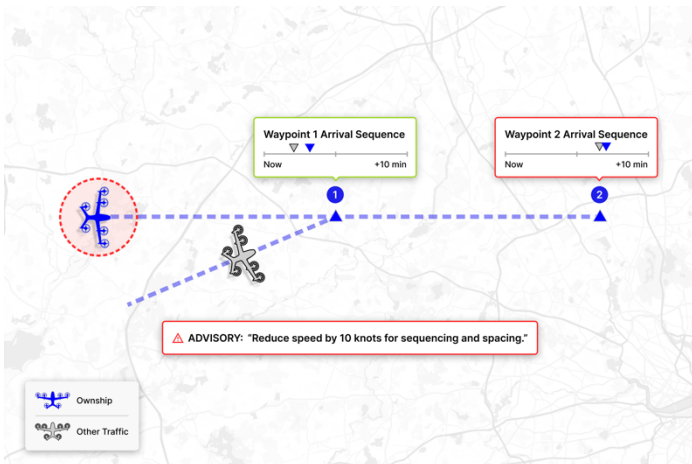 Waypoint 1 Arrival Sequence
Now +10 min
Waypoint 2 Arrival Sequence
Now +10 min
1
2
ADVISORY: “Reduce speed by 10 knots for sequencing and spacing.”
Ownship
Other Traffic